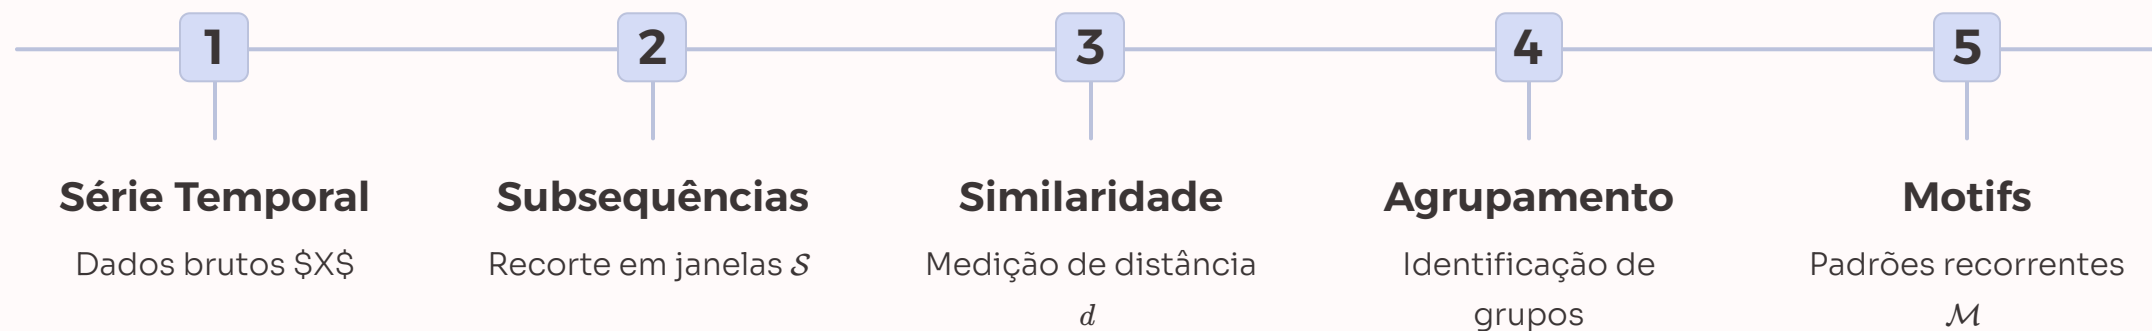 1
2
3
4
5
Série Temporal
Dados brutos $X$
Subsequências
Recorte em janelas 𝒮
Similaridade
Medição de distância
d
Agrupamento
Identificação de
grupos
Motifs
Padrões recorrentes
ℳ